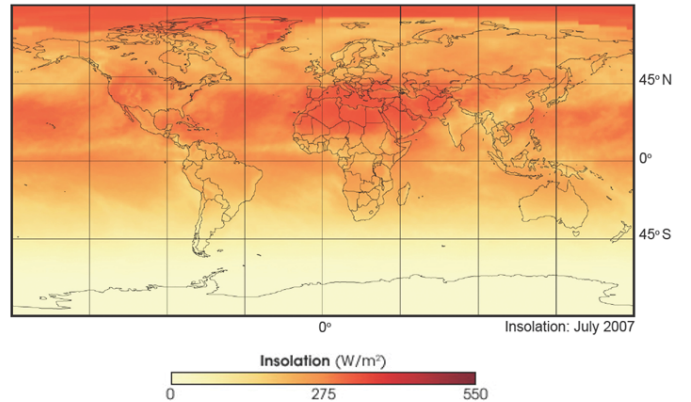 45° N
0°
45° S
0°
Insolation: July 2007
Insolation (W/m²)
0 275 550